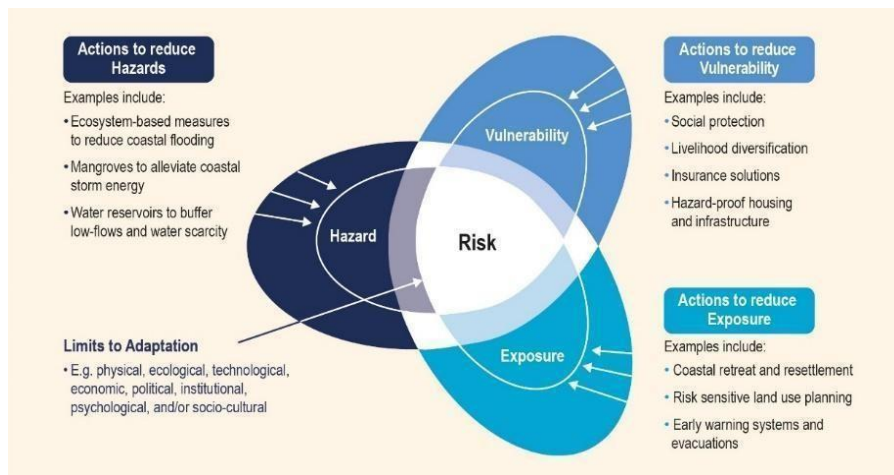 Actions to reduce
Hazards
Examples include:
• Ecosystem-based measures
to reduce coastal flooding
• Mangroves to alleviate coastal
storm energy
• Water reservoirs to buffer
low-flows and water scarcity
Limits to Adaptation
• E.g. physical, ecological, technological,
economic, political, institutional,
psychological, and/or socio-cultural
Vulnerability
Hazard
Risk
Exposure
Actions to reduce
Vulnerability
Examples include:
• Social protection
• Livelihood diversification
• Insurance solutions
• Hazard-proof housing
and infrastructure
Actions to reduce
Exposure
Examples include:
• Coastal retreat and resettlement
• Risk sensitive land use planning
• Early warning systems and
evacuations